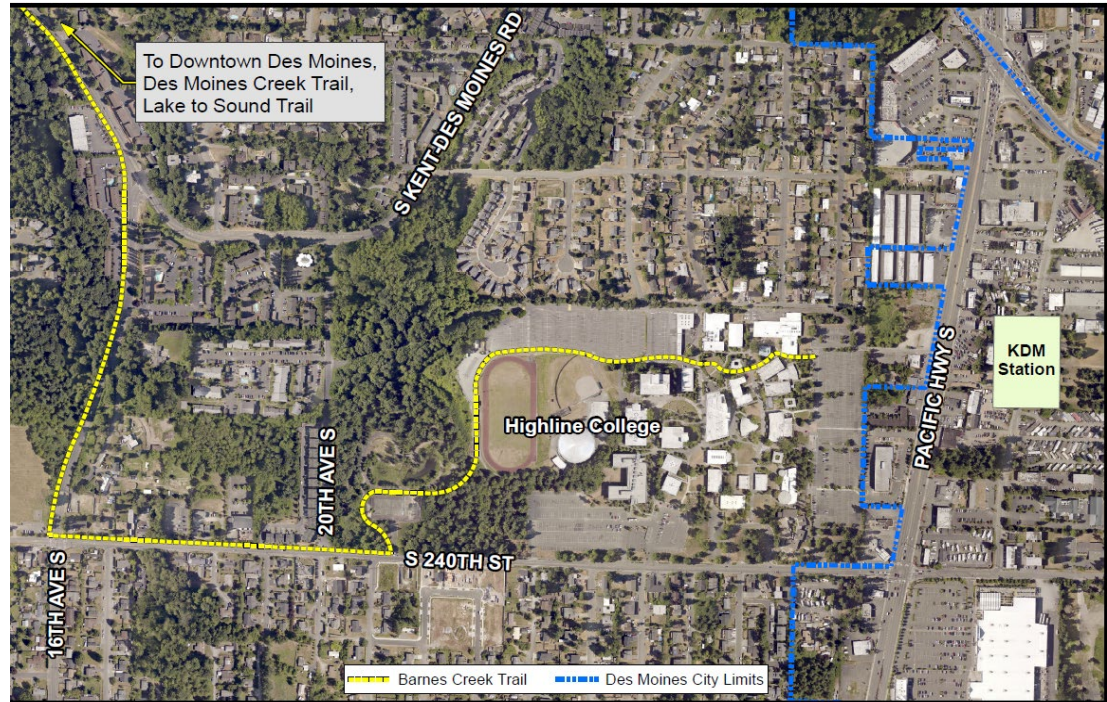 To Downtown Des Moines,
Des Moines Creek Trail,
Lake to Sound Trail
S KENT-DES MOINES RD
KDM
Station
PACIFIC HWY S
Highline College
20TH AVE S
S 240TH ST
16TH AVE S
Barnes Creek Trail
Des Moines City Limits